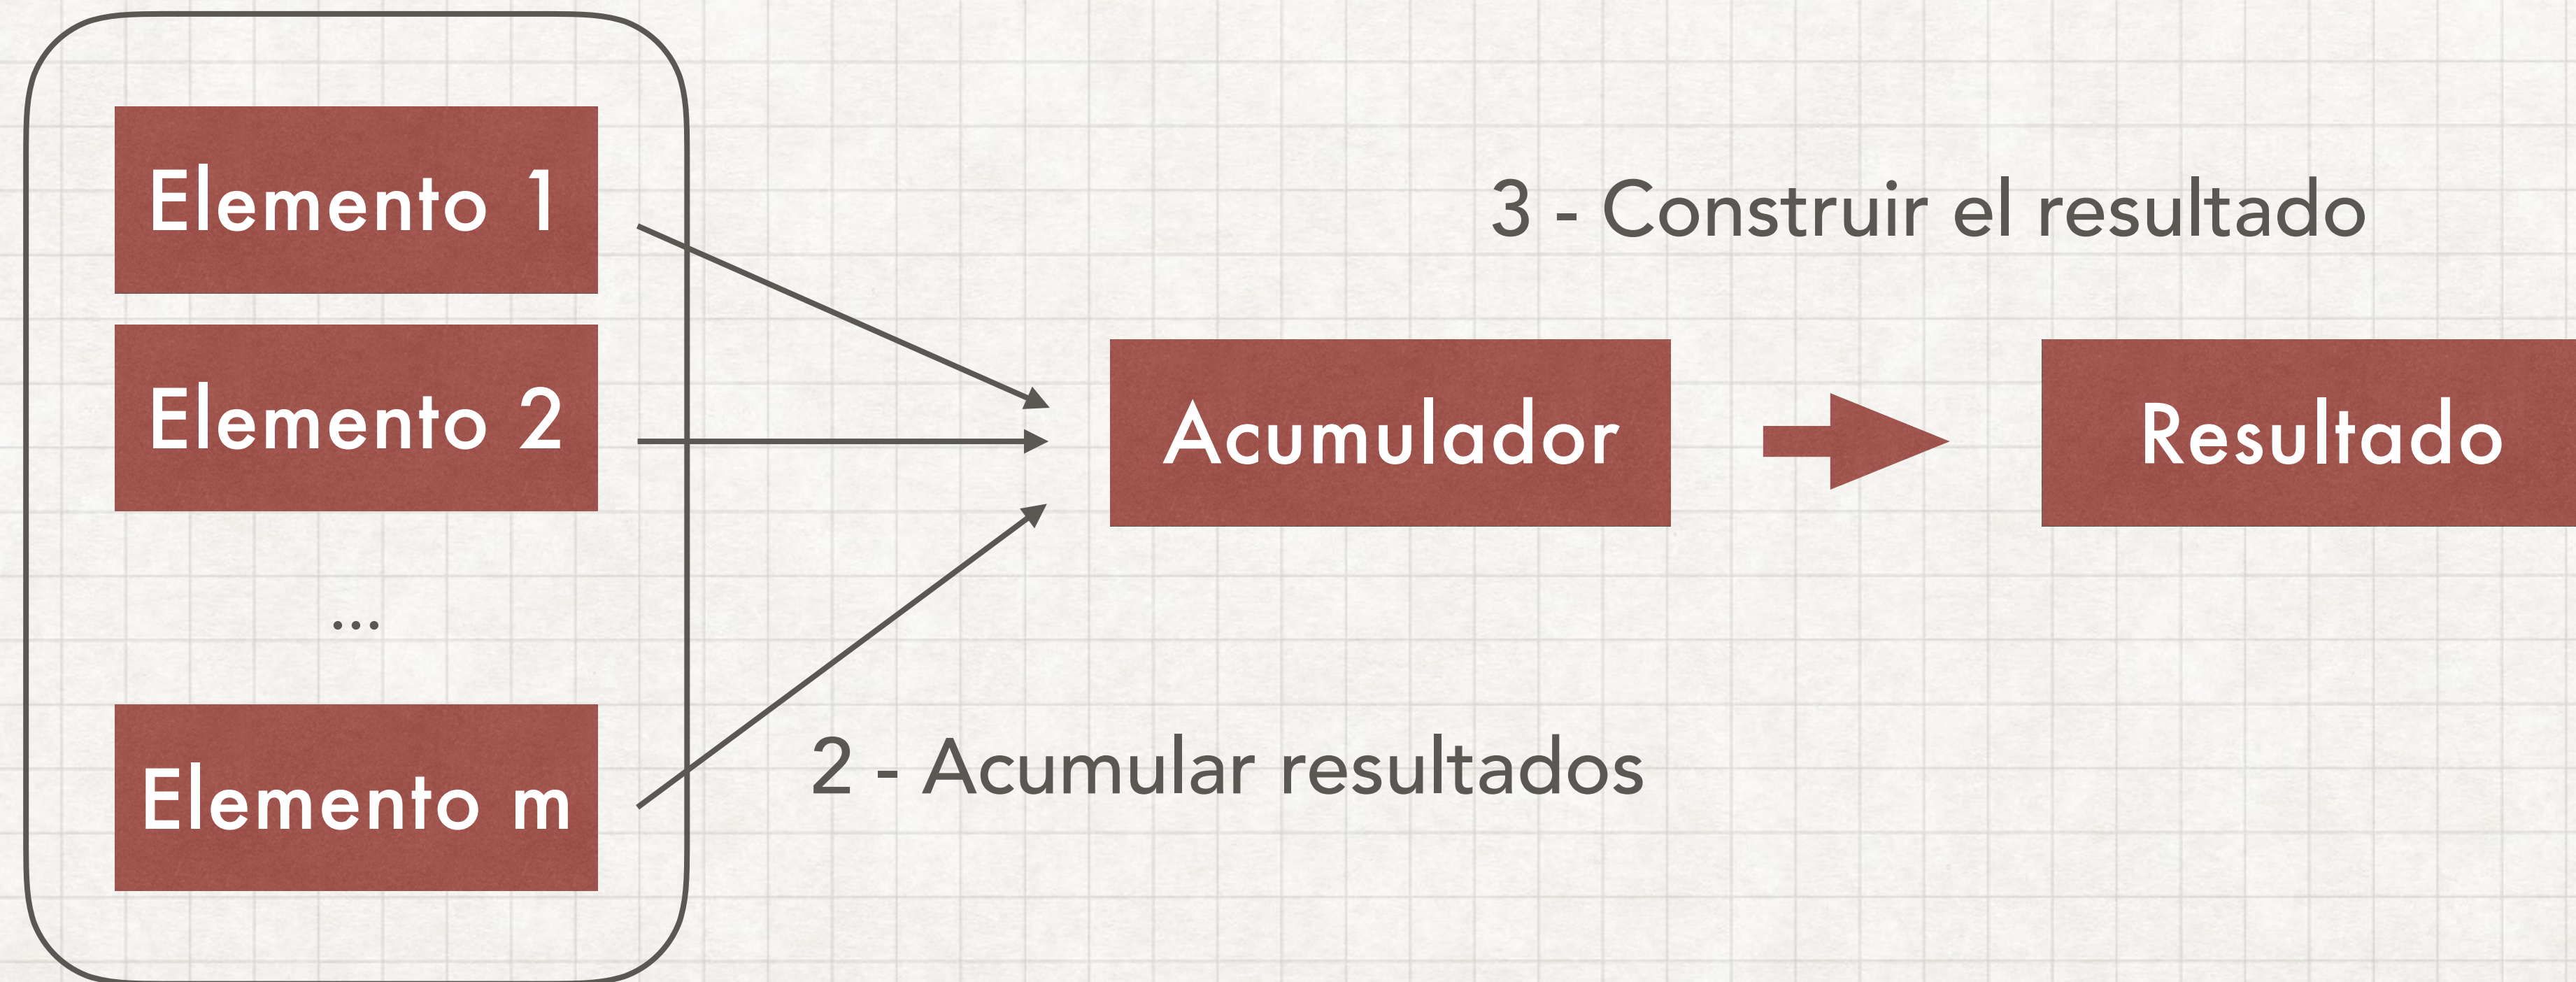 Elemento 1
Elemento 2
...
Elemento m
2 - Acumular resultados
Acumulador
3 - Construir el resultado
Resultado